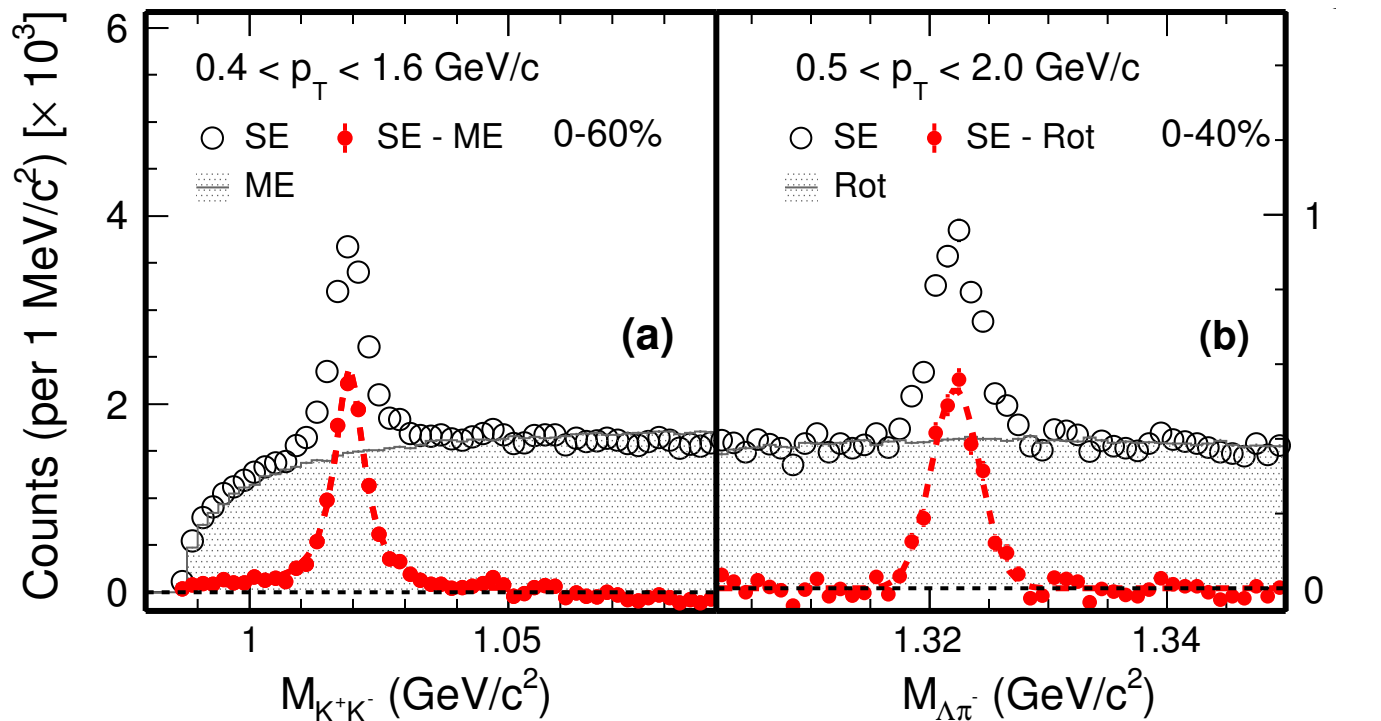 Counts (per 1 MeV/c²) [× 10³]
6
4
2
0
0.4 < p_T < 1.6 GeV/c
SE
SE - ME
0-60%
ME
(a)
1
1.05
M_K⁺K⁻ (GeV/c²)
0.5 < p_T < 2.0 GeV/c
SE
SE - Rot
0-40%
Rot
(b)
1
0
1.32
1.34
M_Λπ⁻ (GeV/c²)